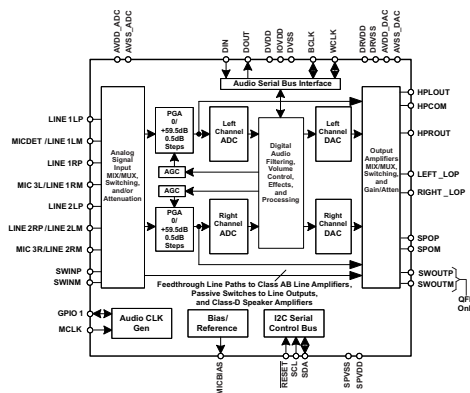 AVDD_ADC
AVSS_ADC
DIN
DOUT
DVDD
IOVDD
DVSS
BCLK
WCLK
DRVDD
DRVSS
AVDD_DAC
AVSS_DAC
Audio Serial Bus Interface
LINE 1LP
MICDET / LINE 1LM
LINE 1RP
MIC 3L/ LINE 1RM
LINE 2LP
LINE 2RP/ LINE 2LM
MIC 3R/ LINE 2RM
SWINP
SWINM
GPIO 1
MCLK
Analog
Signal
Input
MIX/MUX,
Switching,
and/or
Attenuation
PGA
0/
+59.5dB
0.5dB
Steps
AGC
AGC
PGA
0/
+59.5dB
0.5dB
Steps
Left
Channel
ADC
Right
Channel
ADC
Digital
Audio
Filtering,
Volume
Control,
Effects,
and
Processing
Left
Channel
DAC
Right
Channel
DAC
Output
Amplifiers
MIX/MUX,
Switching,
and
Gain/Atten
HPLOUT
HPCOM
HPROUT
LEFT_LOP
RIGHT_LOP
SPOP
SPOM
SWOUTP
SWOUTM
Feedthrough Line Paths to Class AB Line Amplifiers,
Passive Switches to Line Outputs,
and Class-D Speaker Amplifiers
Audio CLK
Gen
Bias/
Reference
I2C Serial
Control Bus
MICBIAS
RESET
SCL
SDA
SPVSS
SPVDD